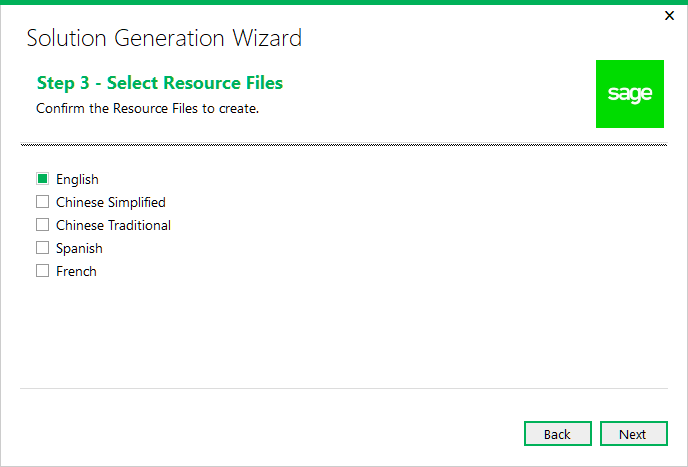 Solution Generation Wizard
Step 3 - Select Resource Files
Confirm the Resource Files to create.
sage
English
Chinese Simplified
Chinese Traditional
Spanish
French
Back
Next